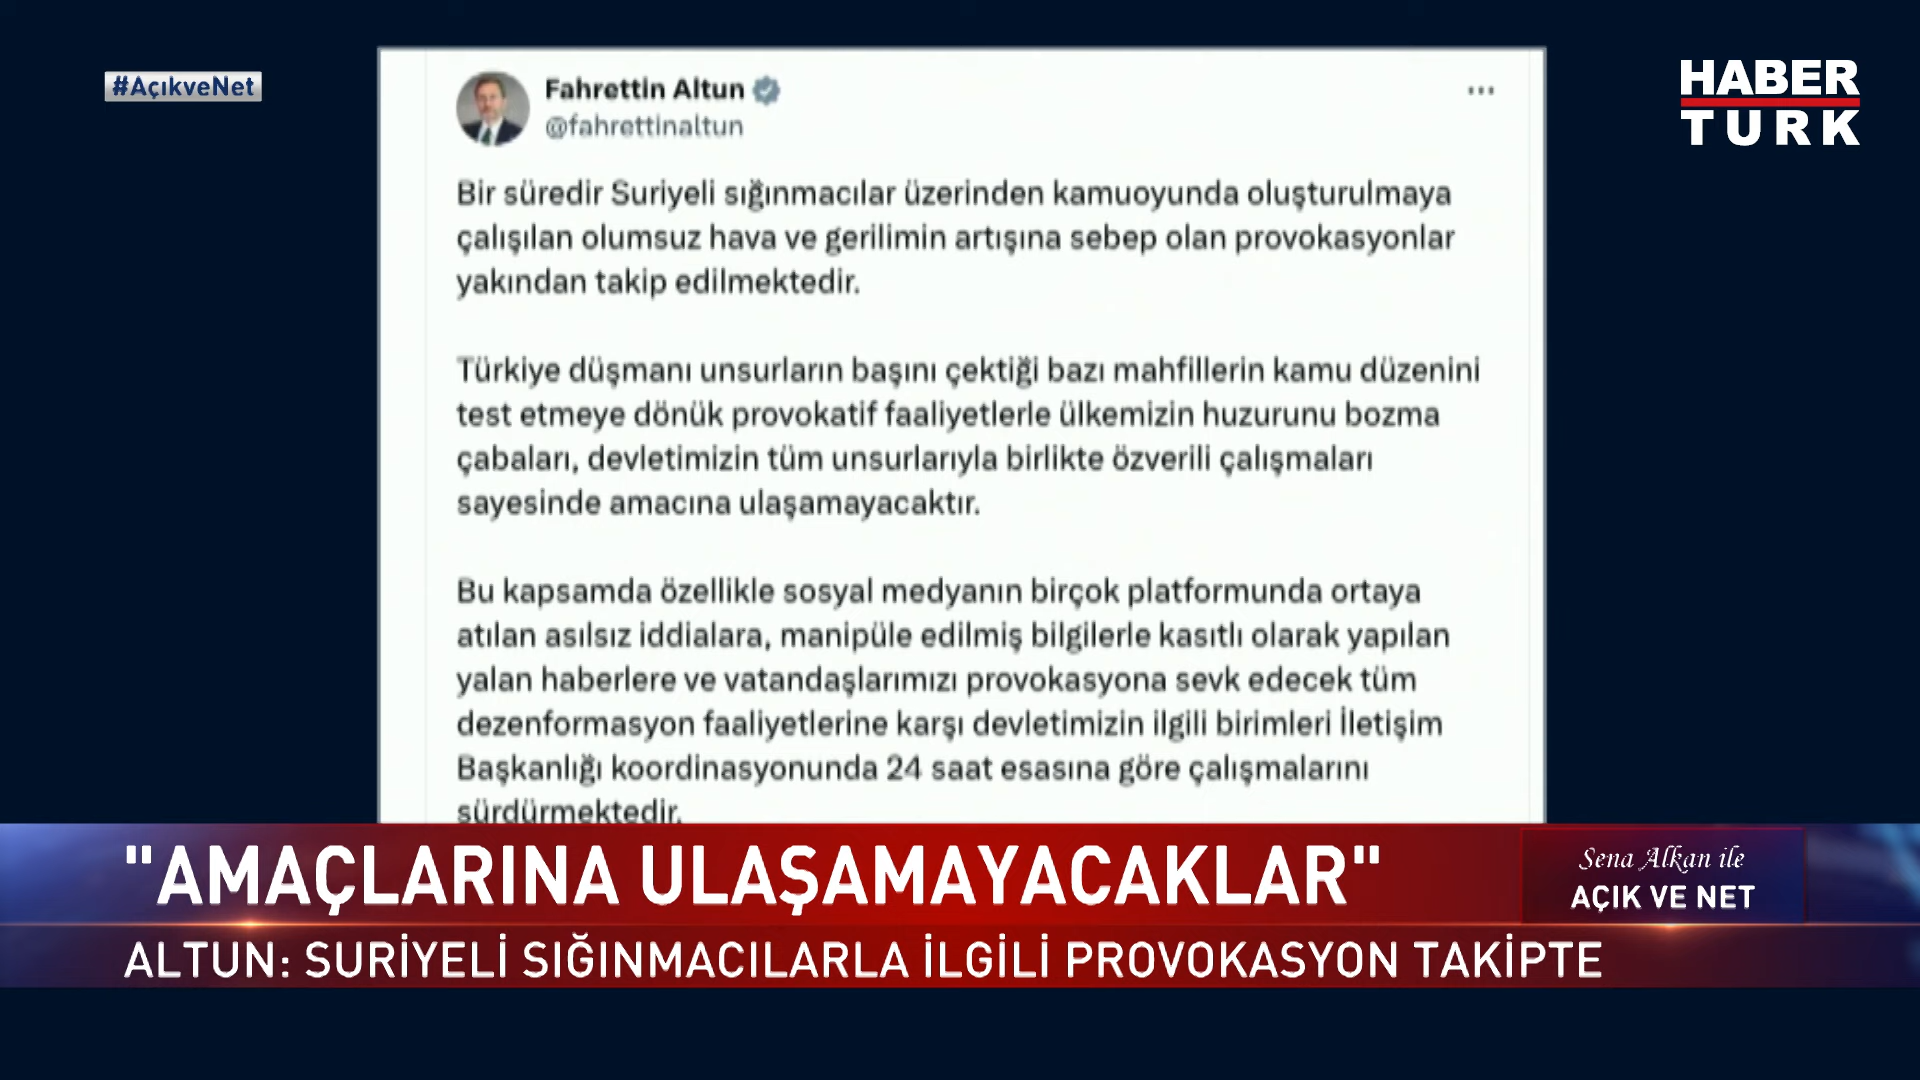 #AçıkveNet
HABER
TURK
Fahrettin Altun
@fahrettinaltun
Bir süredir Suriyeli sığınmacılar üzerinden kamuoyunda oluşturulmaya
çalışılan olumsuz hava ve gerilimin artışına sebep olan provokasyonlar
yakından takip edilmektedir.
Türkiye düşmanı unsurların başını çektiği bazı mahfillerin kamu düzenini
test etmeye dönük provokatif faaliyetlerle ülkemizin huzurunu bozma
çabaları, devletimizin tüm unsurlarıyla birlikte özverili çalışmaları
sayesinde amacına ulaşamayacaktır.
Bu kapsamda özellikle sosyal medyanın birçok platformunda ortaya
atılan asılsız iddialara, manipüle edilmiş bilgilerle kasıtlı olarak yapılan
yalan haberlere ve vatandaşlarımızı provokasyona sevk edecek tüm
dezenformasyon faaliyetlerine karşı devletimizin ilgili birimleri İletişim
Başkanlığı koordinasyonunda 24 saat esasına göre çalışmalarını
sürdürmektedir.
"AMAÇLARINA ULAŞAMAYACAKLAR"
Sena Alkan ile
AÇIK VE NET
ALTUN: SURİYELİ SIĞINMACILARLA İLGİLİ PROVOKASYON TAKİPTE